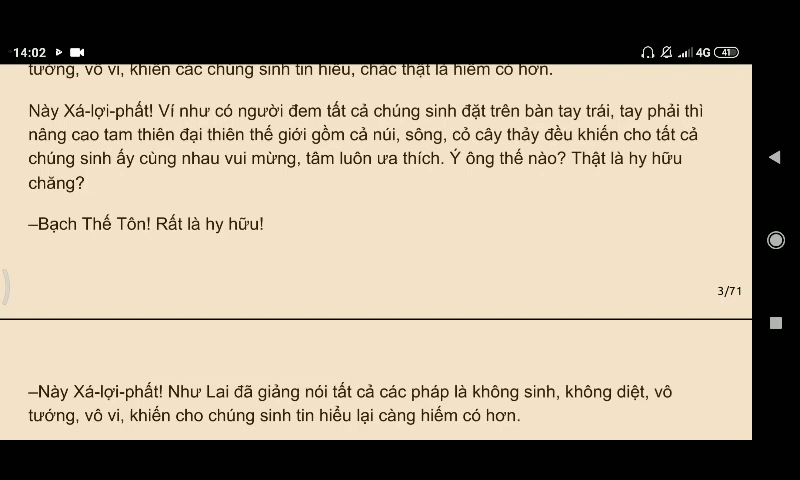 14:02
4G 41
tướng, vô vi, khiến các chúng sinh tin hiểu, chắc thật là hiếm có hơn.
Này Xá-lợi-phất! Ví như có người đem tất cả chúng sinh đặt trên bàn tay trái, tay phải thì
nâng cao tam thiên đại thiên thế giới gồm cả núi, sông, cỏ cây thảy đều khiến cho tất cả
chúng sinh ấy cùng nhau vui mừng, tâm luôn ưa thích. Ý ông thế nào? Thật là hy hữu
chăng?
–Bạch Thế Tôn! Rất là hy hữu!
3/71
–Này Xá-lợi-phất! Như Lai đã giảng nói tất cả các pháp là không sinh, không diệt, vô
tướng, vô vi, khiến cho chúng sinh tin hiểu lại càng hiếm có hơn.